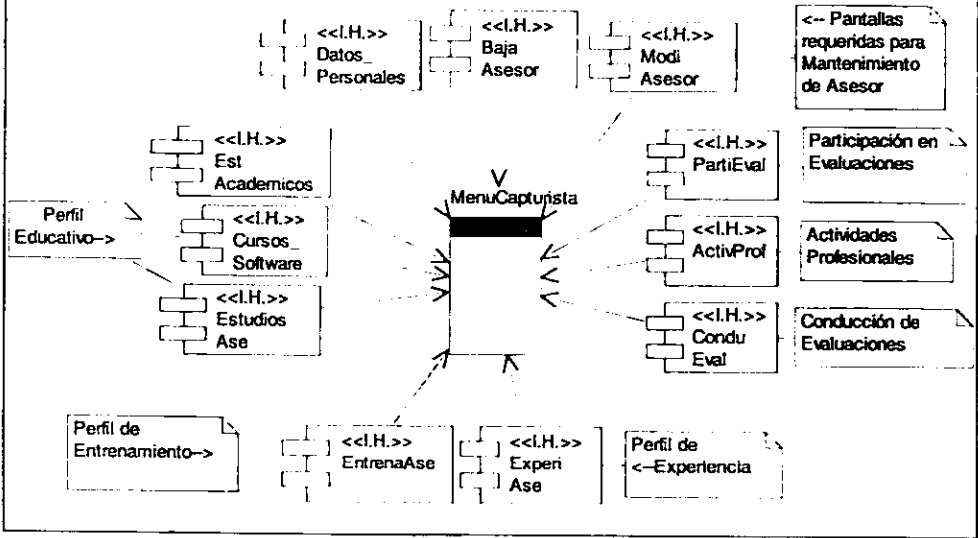 <<I.H.>>
Datos_
Personales
<<I.H.>>
Baja
Asesor
<<I.H.>>
Modi
Asesor
<-- Pantallas
requeridas para
Mantenimiento
de Asesor
<<I.H.>>
Est
Academicos
<<I.H.>>
PartiEval
Participación en
Evaluaciones
MenuCapturista
Perfil
Educativo-->
<<I.H.>>
Cursos_
Software
<<I.H.>>
ActivProf
Actividades
Profesionales
<<I.H.>>
Estudios
Ase
<<I.H.>>
Condu
Eval
Conducción de
Evaluaciones
Perfil de
Entrenamiento-->
<<I.H.>>
EntrenaAse
<<I.H.>>
Experi
Ase
Perfil de
<--Experiencia